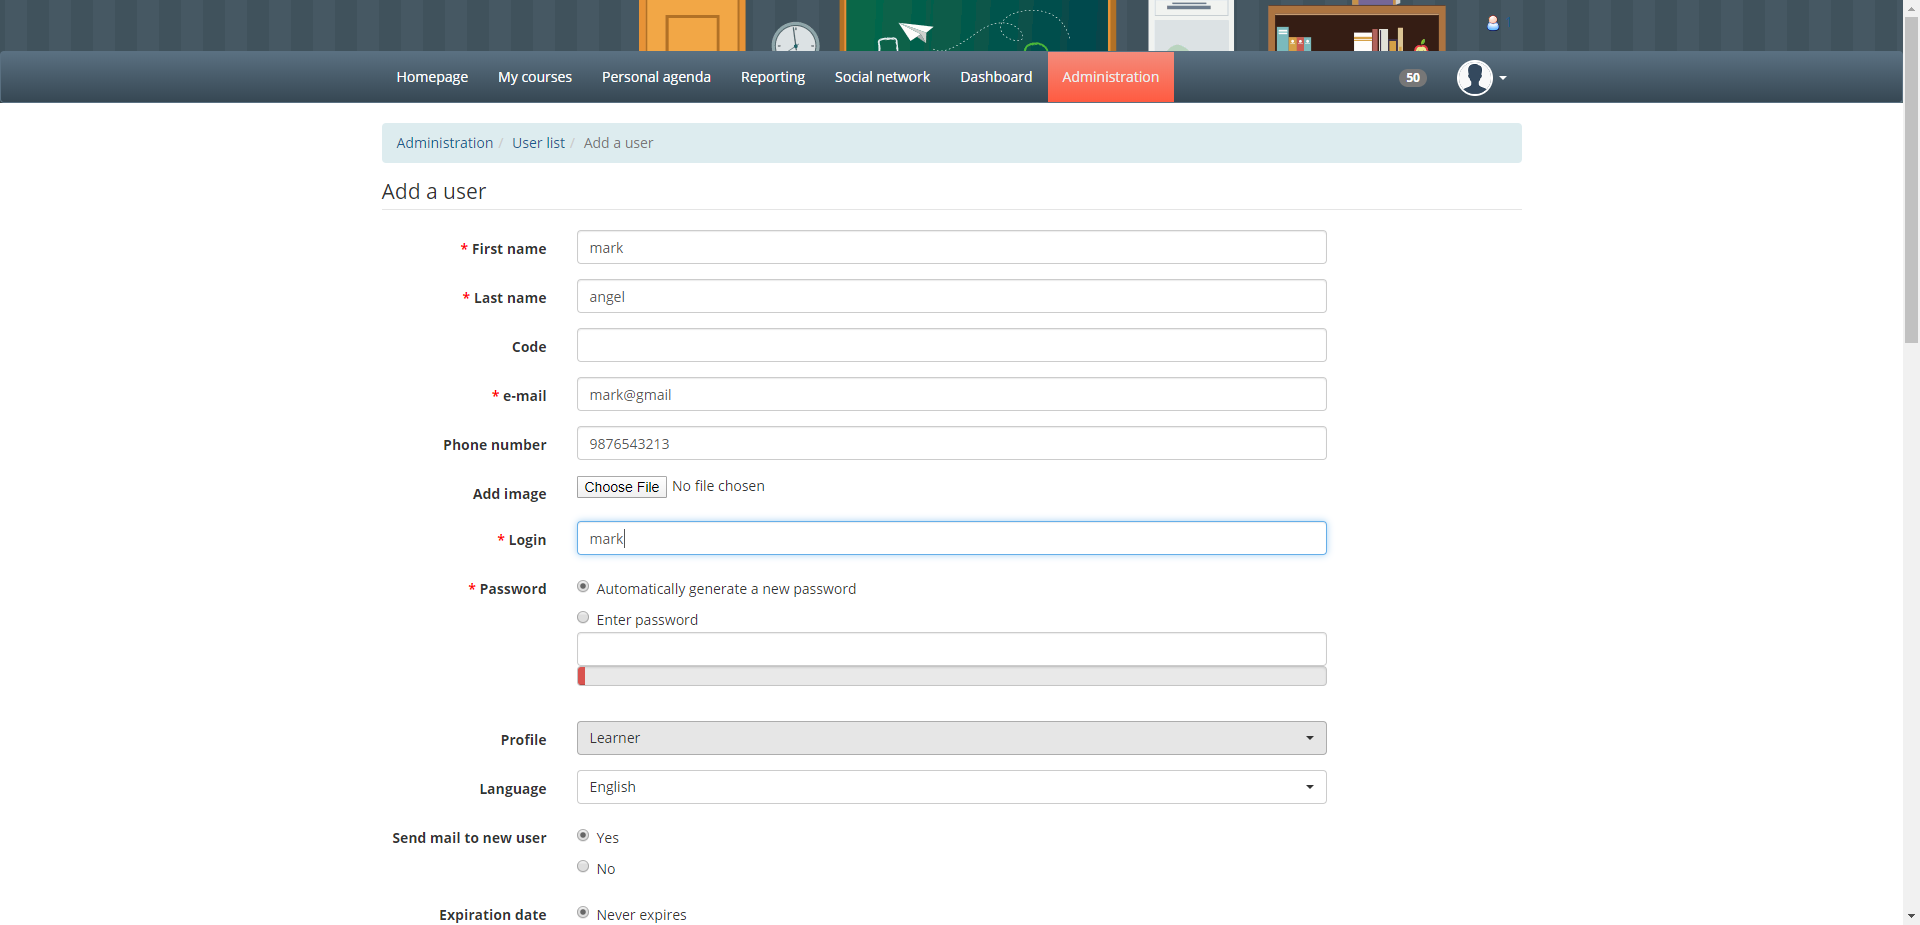 Homepage My courses Personal agenda Reporting Social network Dashboard Administration 50
Administration / User list / Add a user
Add a user
* First name mark
* Last name angel
Code
* e-mail mark@gmail
Phone number 9876543213
Add image Choose File No file chosen
* Login mark
* Password Automatically generate a new password
Enter password
Profile Learner
Language English
Send mail to new user Yes
No
Expiration date Never expires